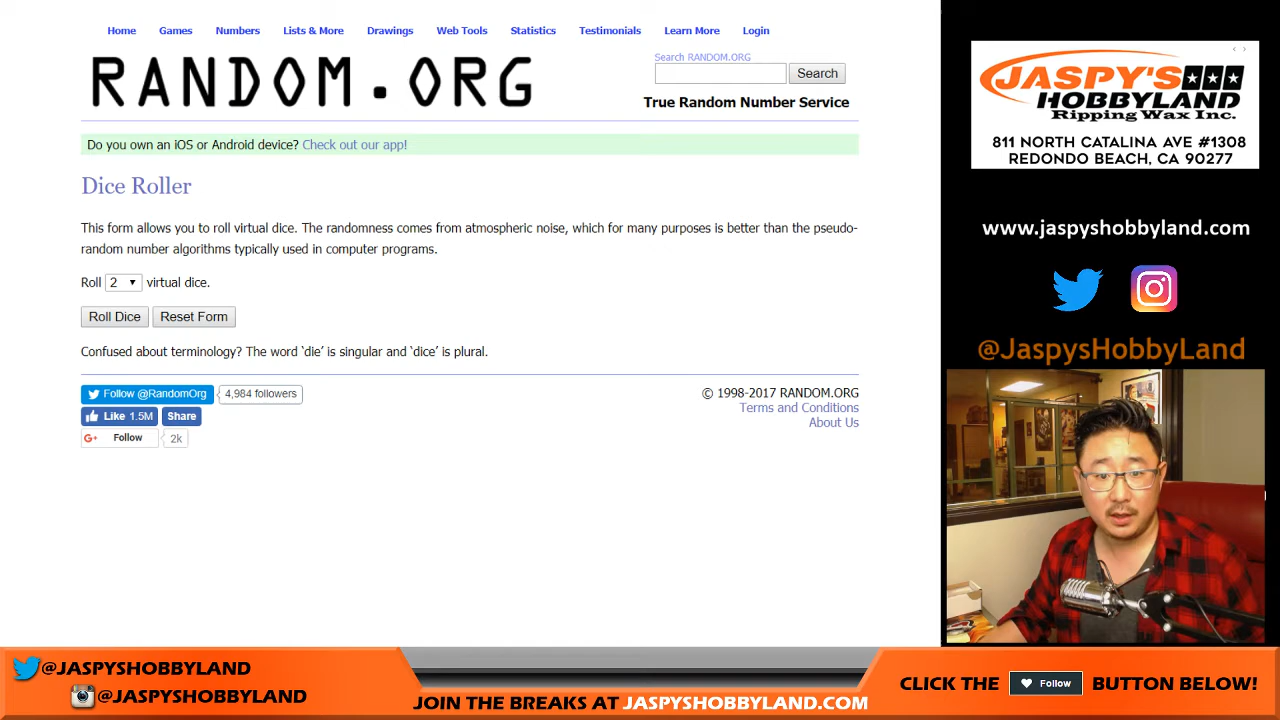 Home Games Numbers Lists & More Drawings Web Tools Statistics Testimonials Learn More Login
RANDOM.ORG
Search RANDOM.ORG
Search
True Random Number Service
Do you own an iOS or Android device? Check out our app!
Dice Roller
This form allows you to roll virtual dice. The randomness comes from atmospheric noise, which for many purposes is better than the pseudo-
random number algorithms typically used in computer programs.
Roll 2 virtual dice.
Roll Dice Reset Form
Confused about terminology? The word ‘die’ is singular and ‘dice’ is plural.
Follow @RandomOrg 4,984 followers
Like 1.5M Share
Follow 2k
© 1998-2017 RANDOM.ORG
Terms and Conditions
About Us
JASPY'S
HOBBYLAND
Ripping Wax Inc.
811 NORTH CATALINA AVE #1308
REDONDO BEACH, CA 90277
www.jaspyshobbyland.com
@JaspysHobbyLand
@JASPYSHOBBYLAND
@JASPYSHOBBYLAND
JOIN THE BREAKS AT JASPYSHOBBYLAND.COM
CLICK THE Follow BUTTON BELOW!